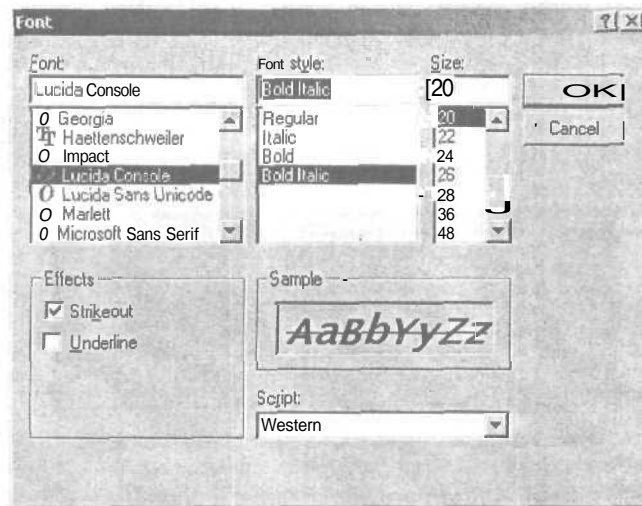 Font
Font:
Lucida Console
O Georgia
Tr Haettenschweiler
O Impact
O Lucida Console
O Lucida Sans Unicode
O Marlett
O Microsoft Sans Serif
Font style:
Bold Italic
Regular
Italic
Bold
Bold Italic
Size:
20
20
22
24
26
28
36
48
OK
Cancel
Effects
Strikeout
Underline
Sample
AaBbYyZz
Script:
Western